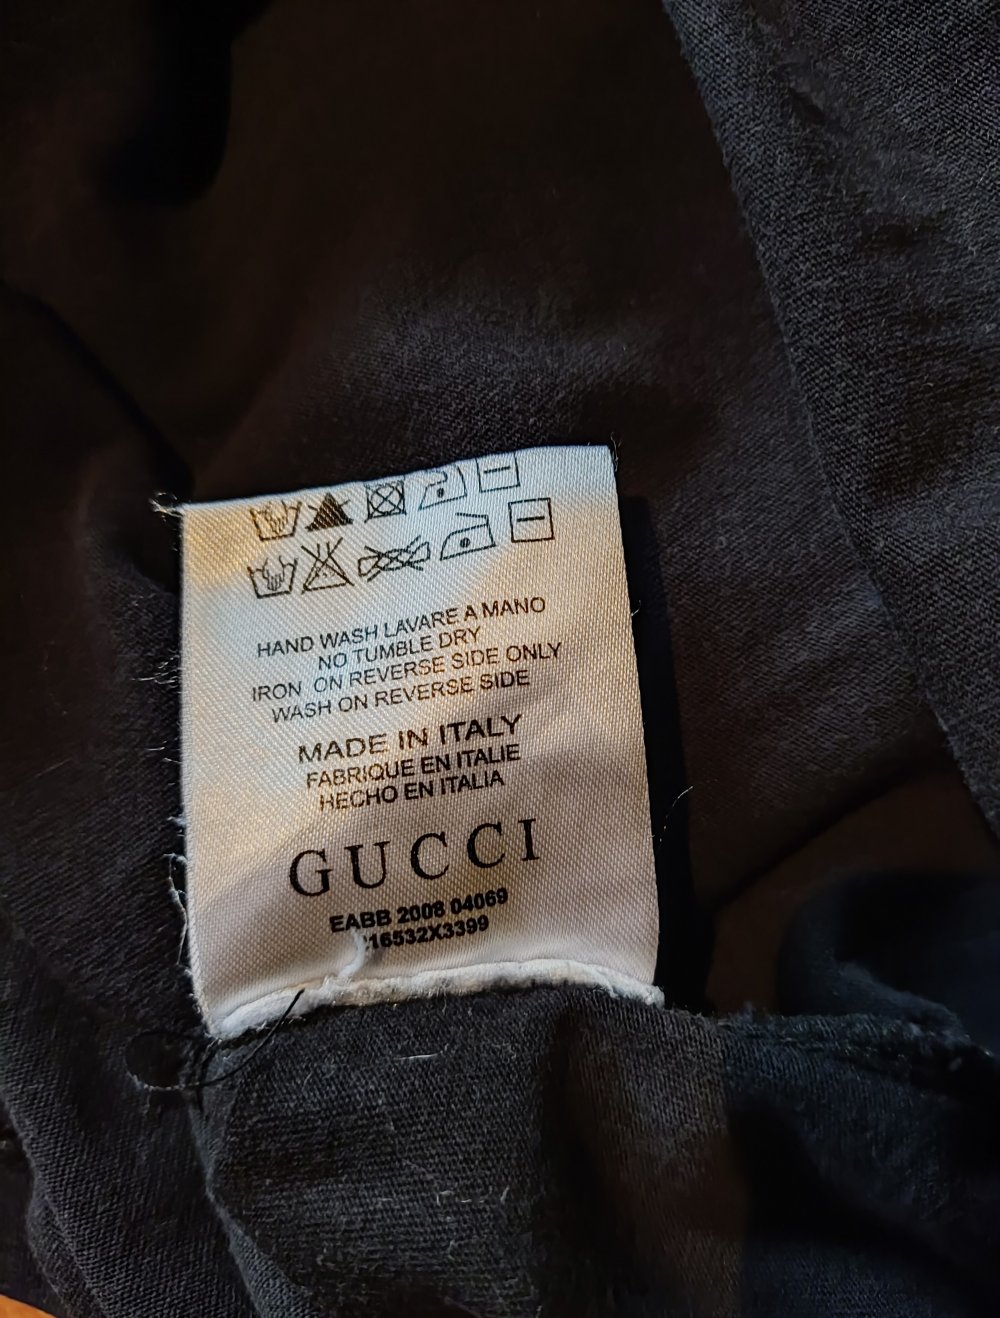 HAND WASH LAVARE A MANO
NO TUMBLE DRY
IRON ON REVERSE SIDE ONLY
WASH ON REVERSE SIDE
MADE IN ITALY
FABRIQUE EN ITALIE
HECHO EN ITALIA
GUCCI
EABB 2008 04069